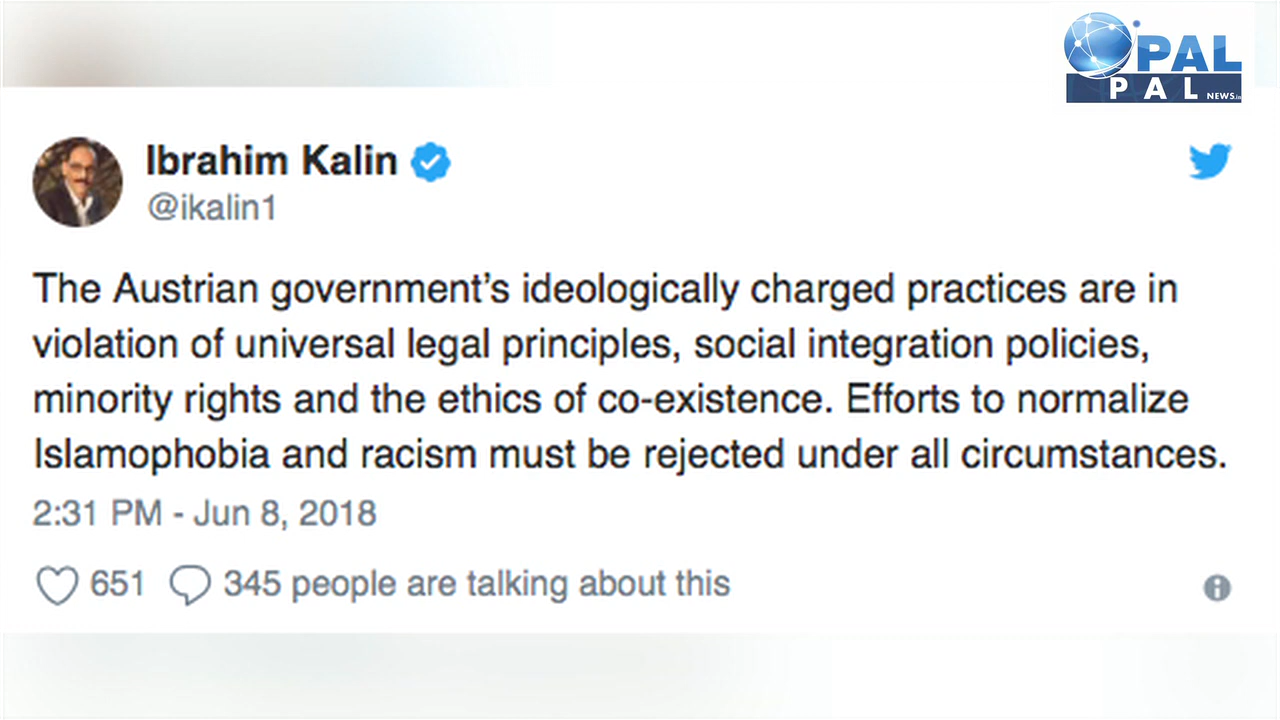 PAL
PAL NEWS.in
Ibrahim Kalin
@ikalin1
The Austrian government’s ideologically charged practices are in
violation of universal legal principles, social integration policies,
minority rights and the ethics of co-existence. Efforts to normalize
Islamophobia and racism must be rejected under all circumstances.
2:31 PM - Jun 8, 2018
651 345 people are talking about this